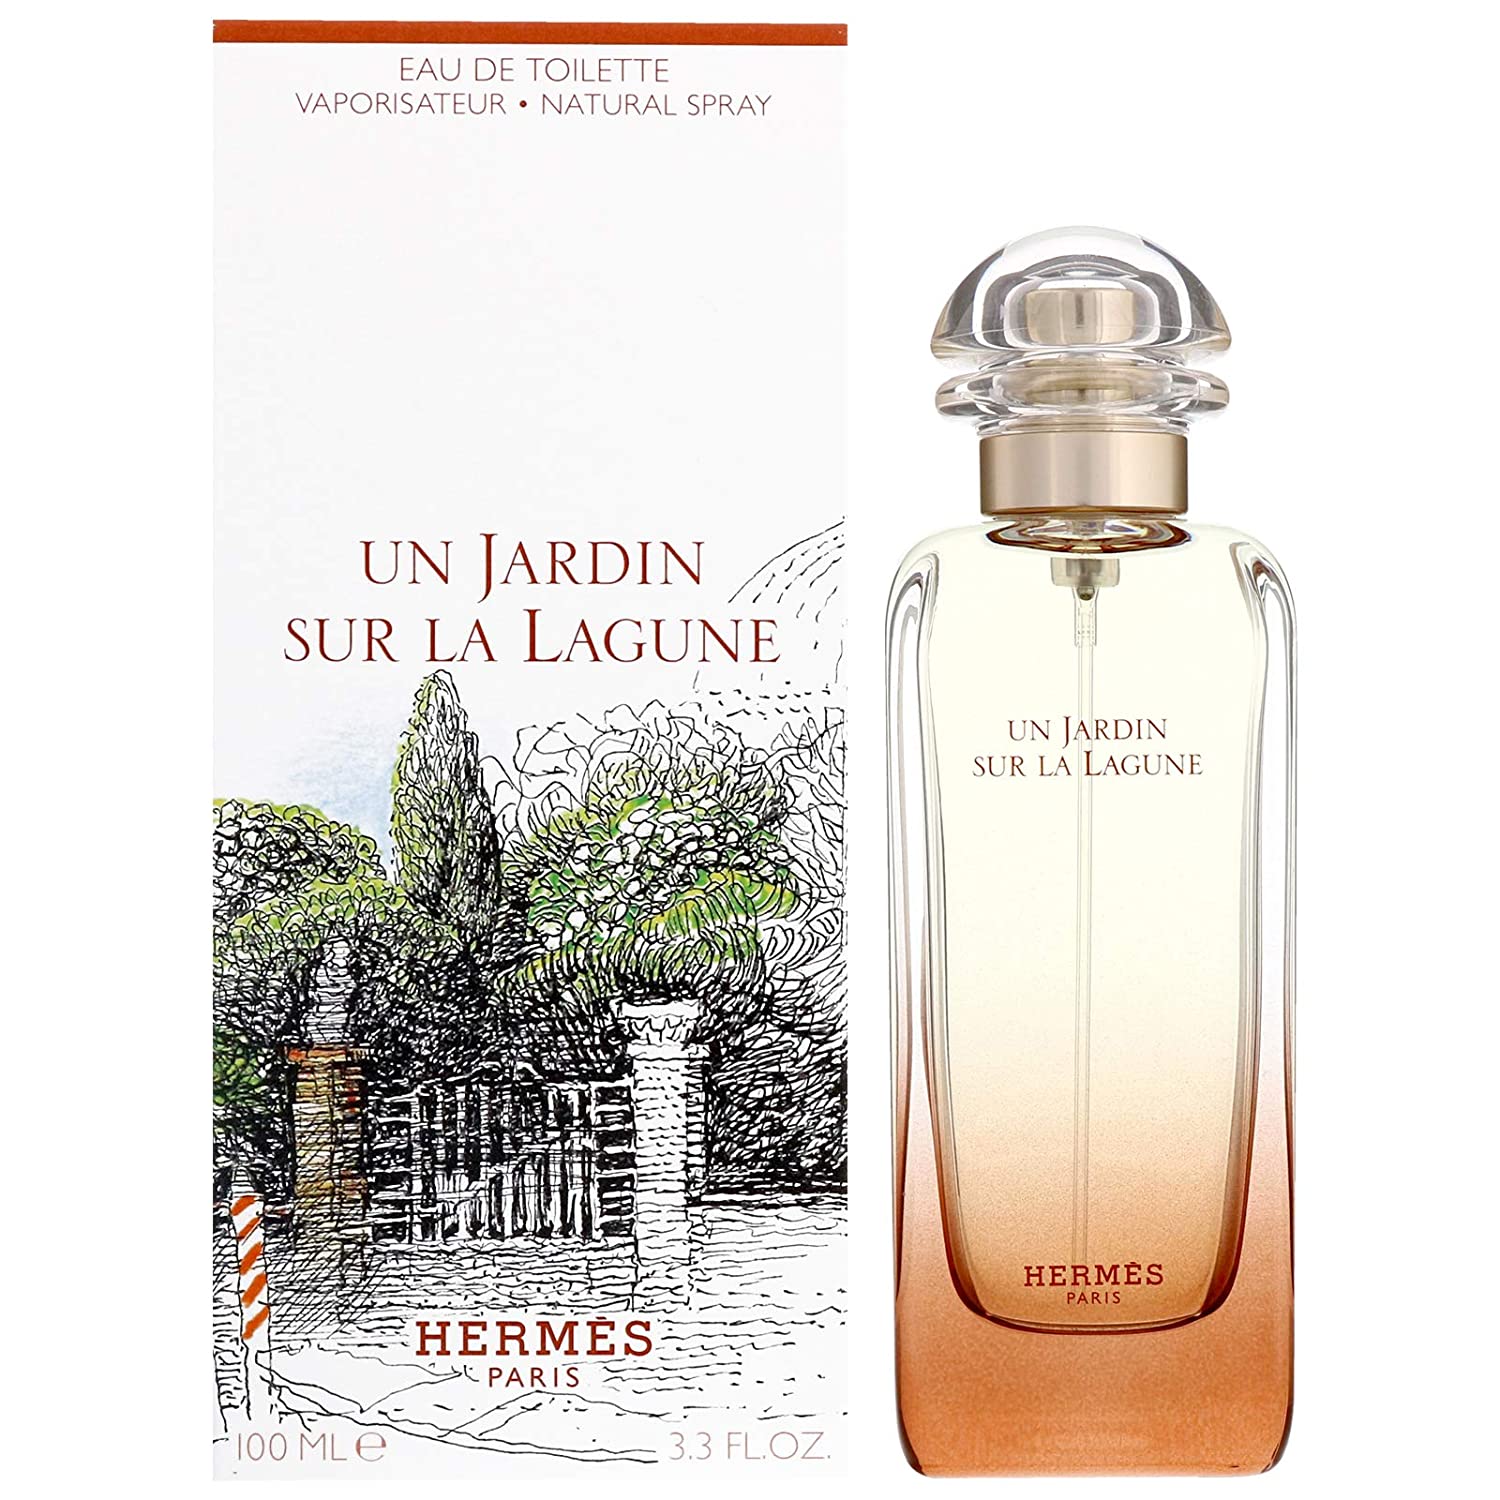 EAU DE TOILETTE
VAPORISATEUR • NATURAL SPRAY
UN JARDIN
SUR LA LAGUNE
HERMÈS
PARIS
100 ML ℮
3.3 FL.OZ.
UN JARDIN
SUR LA LAGUNE
HERMÈS
PARIS